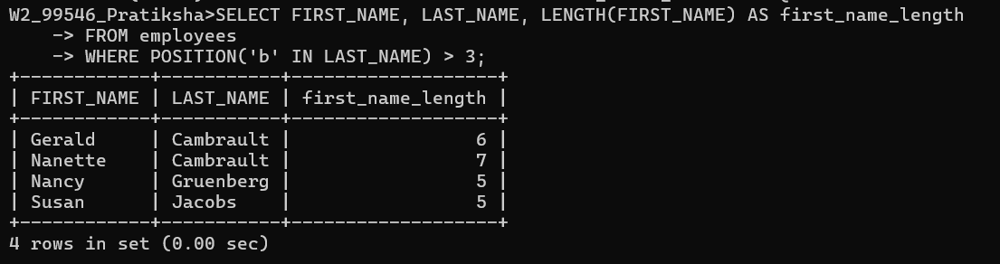 W2_99546_Pratiksha>SELECT FIRST_NAME, LAST_NAME, LENGTH(FIRST_NAME) AS first_name_length
    -> FROM employees
    -> WHERE POSITION('b' IN LAST_NAME) > 3;
+------------+-----------+-------------------+
| FIRST_NAME | LAST_NAME | first_name_length |
+------------+-----------+-------------------+
| Gerald     | Cambrault |                 6 |
| Nanette    | Cambrault |                 7 |
| Nancy      | Gruenberg |                 5 |
| Susan      | Jacobs    |                 5 |
+------------+-----------+-------------------+
4 rows in set (0.00 sec)